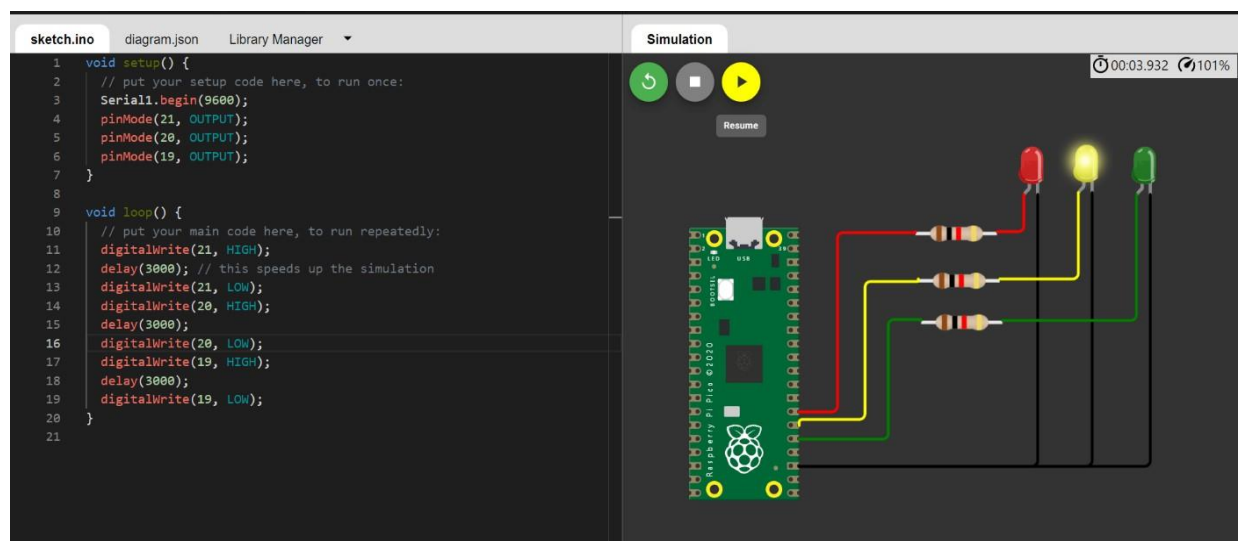 sketch.ino diagram.json Library Manager
1 void setup() {
2 // put your setup code here, to run once:
3 Serial1.begin(9600);
4 pinMode(21, OUTPUT);
5 pinMode(20, OUTPUT);
6 pinMode(19, OUTPUT);
7 }
8
9 void loop() {
10 // put your main code here, to run repeatedly:
11 digitalWrite(21, HIGH);
12 delay(3000); // this speeds up the simulation
13 digitalWrite(21, LOW);
14 digitalWrite(20, HIGH);
15 delay(3000);
16 digitalWrite(20, LOW);
17 digitalWrite(19, HIGH);
18 delay(3000);
19 digitalWrite(19, LOW);
20 }
21
Simulation
00:03.932 101%
Resume
1
2
LED USB
BOOTSEL
Raspberry Pi Pico ©2020